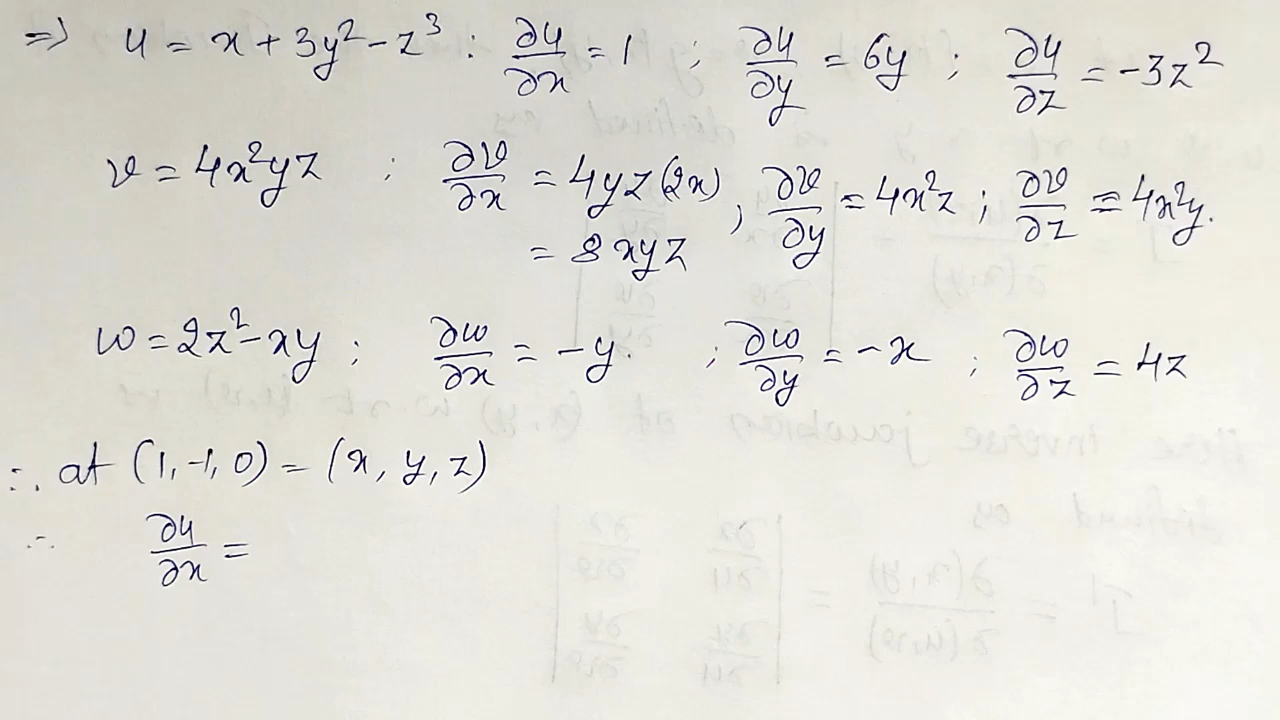 ⇒ u = x + 3y² - z³ : ∂u/∂x = 1 ; ∂u/∂y = 6y ; ∂u/∂z = -3z²
v = 4x²yz ; ∂v/∂x = 4yz(2x) , ∂v/∂y = 4x²z ; ∂v/∂z = 4x²y.
= 8xyz
w = 2z² - xy ; ∂w/∂x = -y. ; ∂w/∂y = -x ; ∂w/∂z = 4z
∴ at (1, -1, 0) = (x, y, z)
∴ ∂u/∂x =